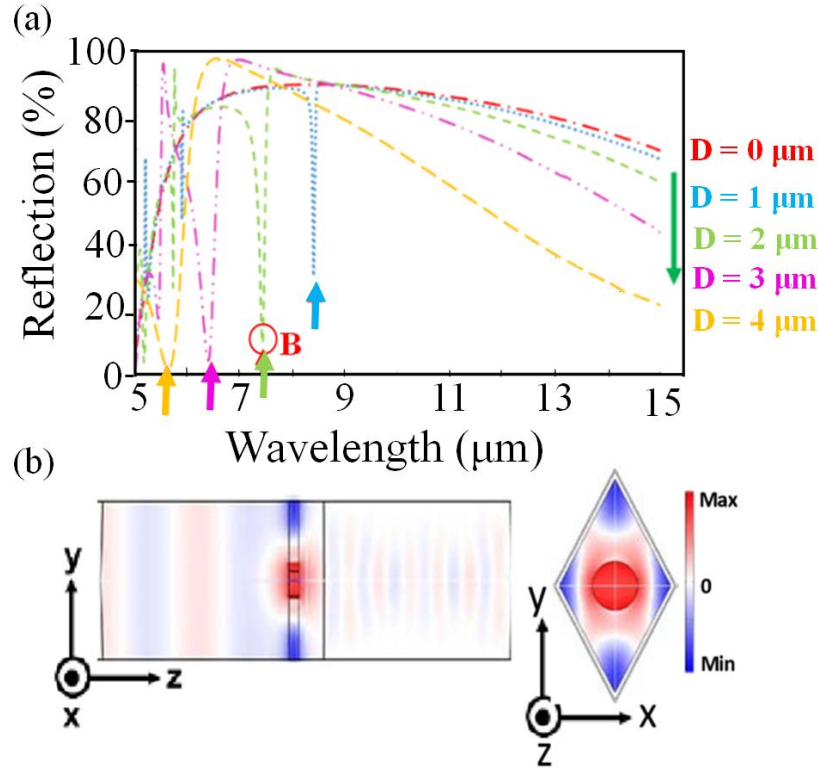 (a)
Reflection (%)
100
80
60
40
20
0
B
5
7
9
11
13
15
Wavelength (μm)
D = 0 μm
D = 1 μm
D = 2 μm
D = 3 μm
D = 4 μm
(b)
y
z
x
y
x
z
Max
0
Min